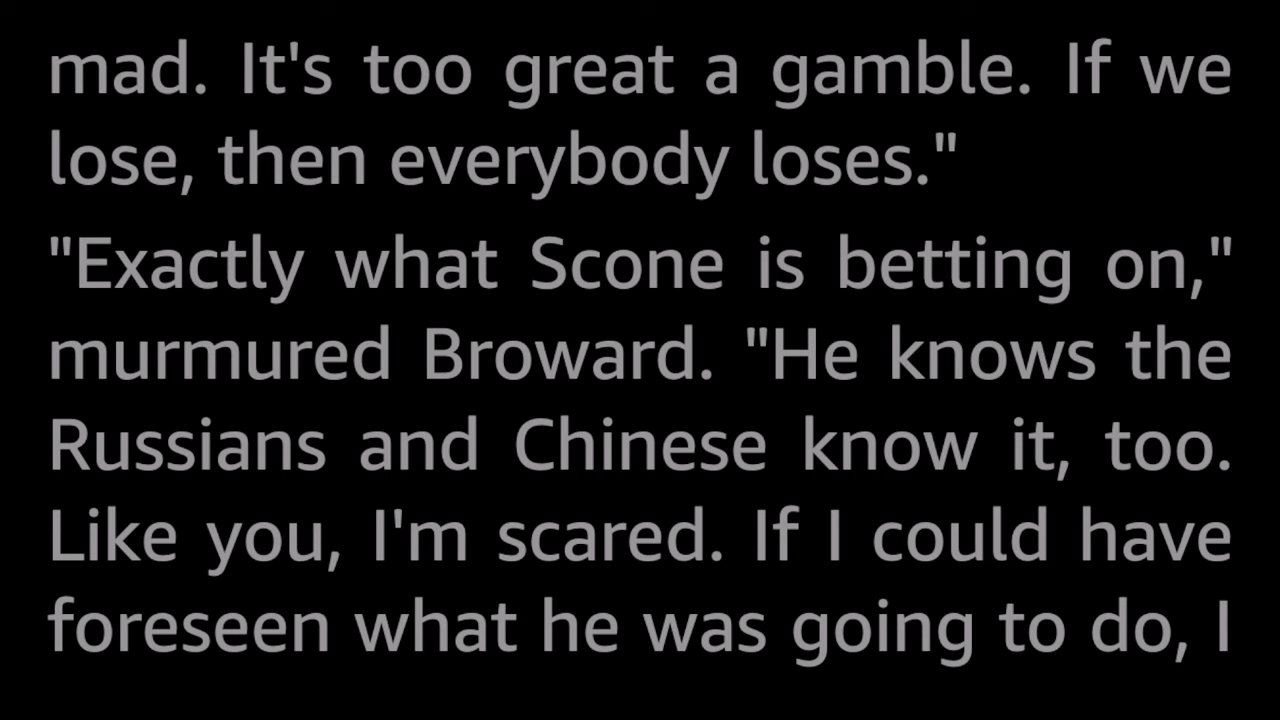 mad. It's too great a gamble. If we
lose, then everybody loses."
"Exactly what Scone is betting on,"
murmured Broward. "He knows the
Russians and Chinese know it, too.
Like you, I'm scared. If I could have
foreseen what he was going to do, I